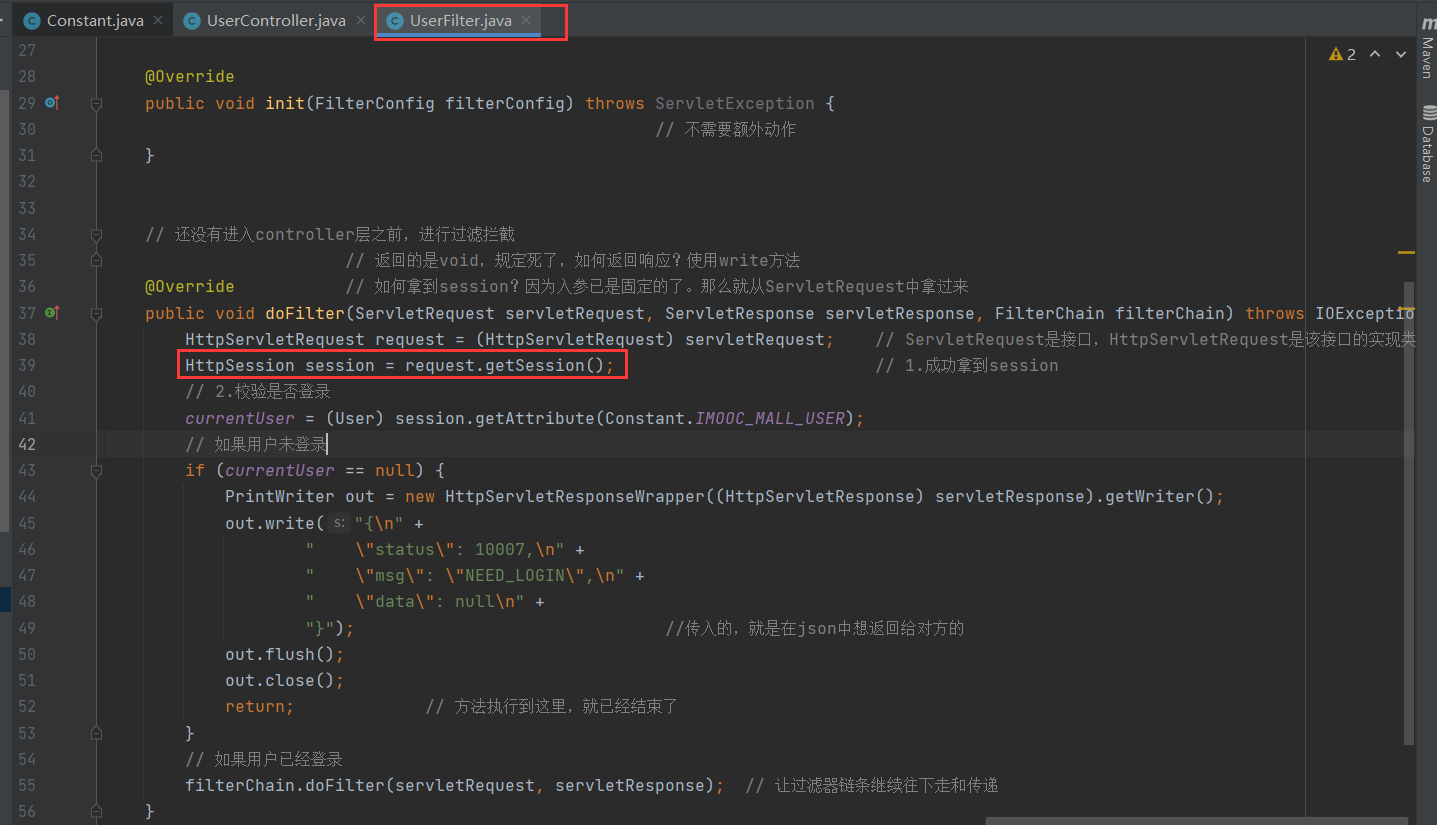 Constant.java × UserController.java × UserFilter.java ×
2
Maven
Database
27
28 @Override
29 public void init(FilterConfig filterConfig) throws ServletException {
30 // 不需要额外动作
31 }
32
33
34 // 还没有进入controller层之前，进行过滤拦截
35 // 返回的是void，规定死了，如何返回响应？使用write方法
36 @Override // 如何拿到session？因为入参已是固定的了。那么就从ServletRequest中拿过来
37 public void doFilter(ServletRequest servletRequest, ServletResponse servletResponse, FilterChain filterChain) throws IOExceptio
38 HttpServletRequest request = (HttpServletRequest) servletRequest; // ServletRequest是接口，HttpServletRequest是该接口的实现类
39 HttpSession session = request.getSession(); // 1.成功拿到session
40 // 2.校验是否登录
41 currentUser = (User) session.getAttribute(Constant.IMOOC_MALL_USER);
42 // 如果用户未登录
43 if (currentUser == null) {
44 PrintWriter out = new HttpServletResponseWrapper((HttpServletResponse) servletResponse).getWriter();
45 out.write( s: "{\n" +
46 "    \"status\": 10007,\n" +
47 "    \"msg\": \"NEED_LOGIN\",\n" +
48 "    \"data\": null\n" +
49 "}"); //传入的，就是在json中想返回给对方的
50 out.flush();
51 out.close();
52 return; // 方法执行到这里，就已经结束了
53 }
54 // 如果用户已经登录
55 filterChain.doFilter(servletRequest, servletResponse); // 让过滤器链条继续往下走和传递
56 }